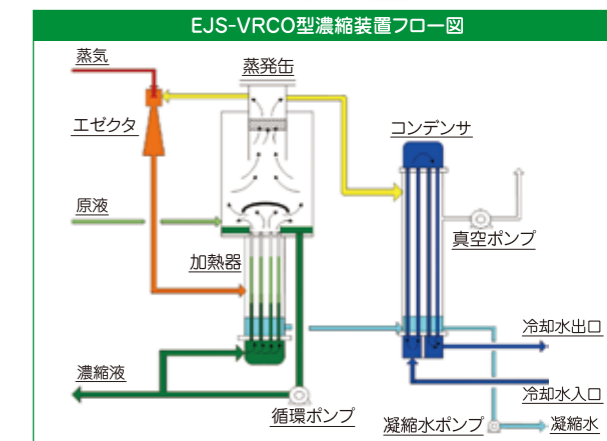 EJS-VRCO型濃縮装置フロー図
蒸気
蒸発缶
エゼクタ
コンデンサ
原液
真空ポンプ
加熱器
冷却水出口
濃縮液
冷却水入口
循環ポンプ
凝縮水ポンプ
凝縮水